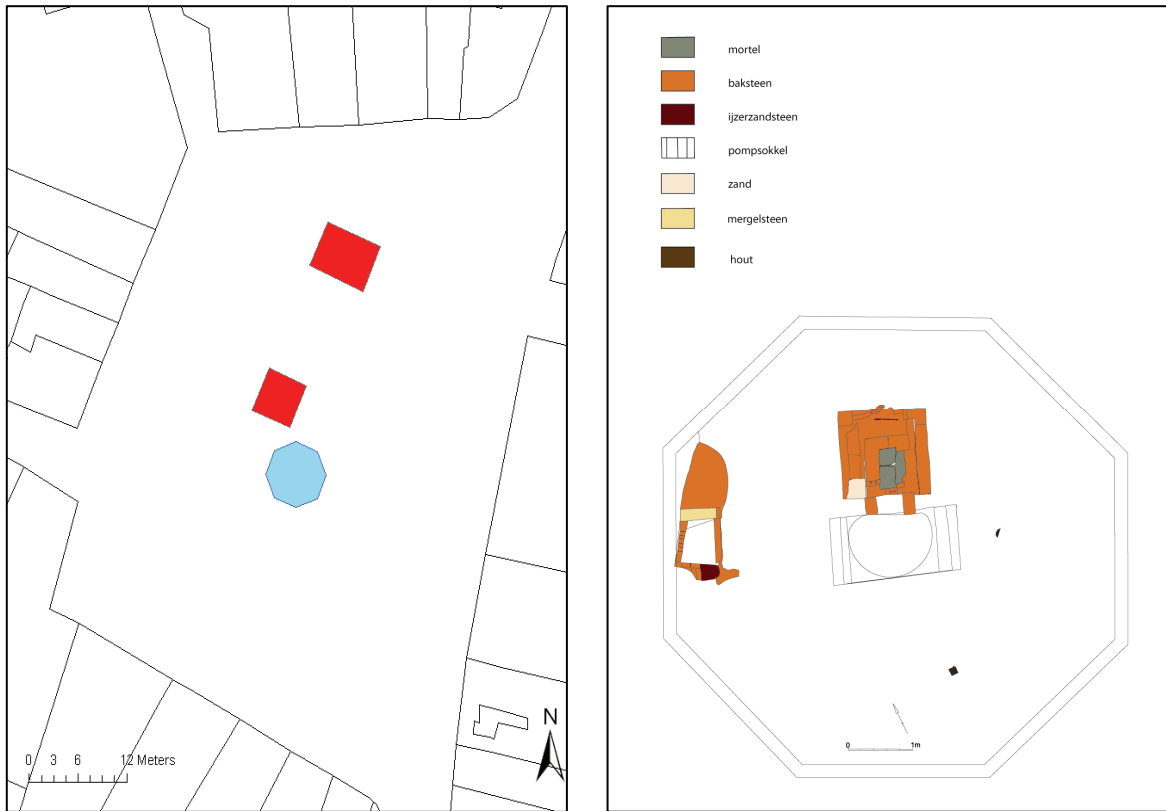 N
0 3 6 12 Meters
mortel
baksteen
ijzerzandsteen
pompsokkel
zand
mergelsteen
hout
0 1m